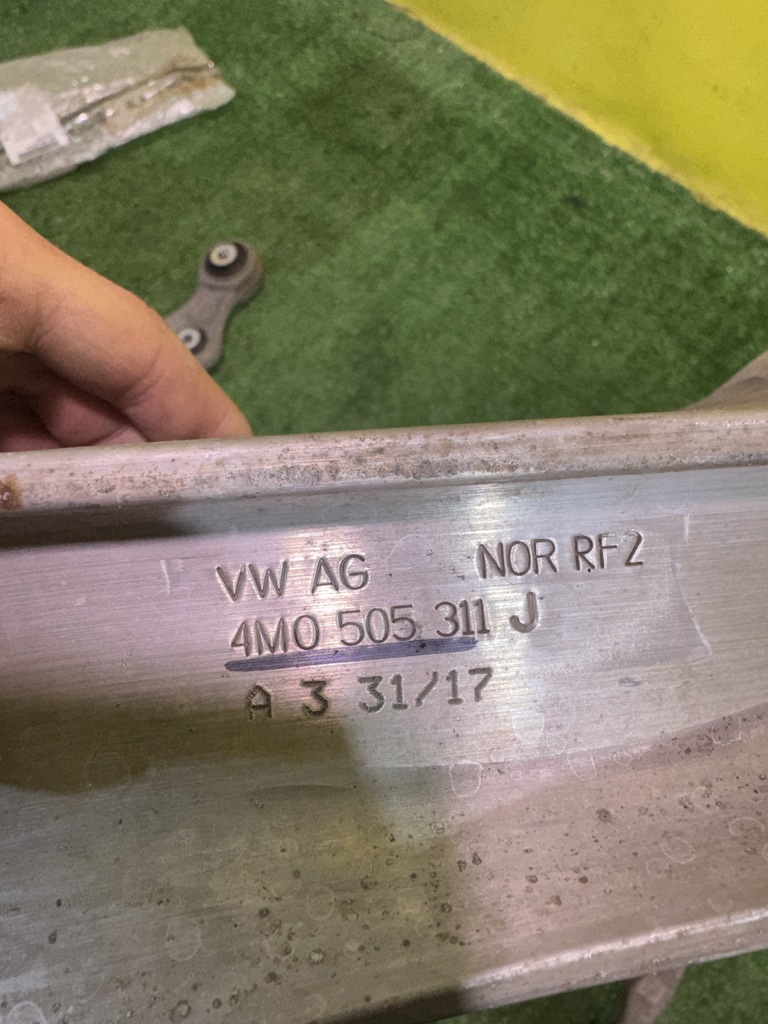 VW AG NOR RF2
4M0 505 311 J
A 3 31/17